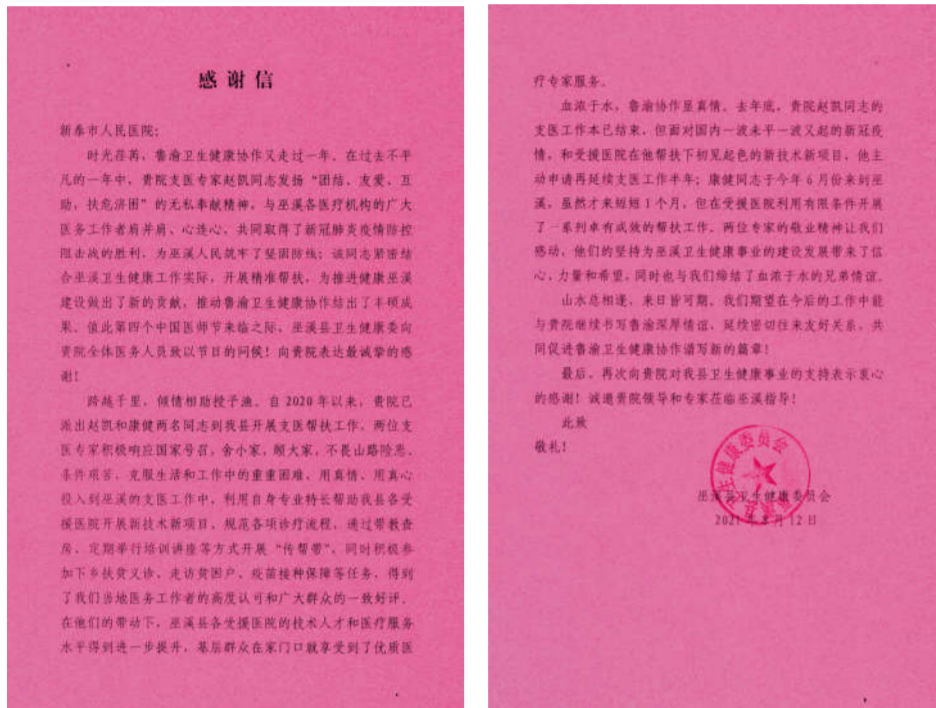 感谢信
新泰市人民医院:
时光荏苒，鲁渝卫生健康协作又走过一年。在过去不平
凡的一年中，贵院支医专家赵凯同志发扬“团结、友爱、互
助、扶危济困”的无私奉献精神，与巫溪各医疗机构的广大
医务工作者肩并肩、心连心，共同取得了新冠肺炎疫情防控
阻击战的胜利，为巫溪人民筑牢了坚固防线；该同志紧密结
合巫溪卫生健康工作实际，开展精准帮扶，为推进健康巫溪
建设做出了新的贡献，推动鲁渝卫生健康协作结出了丰硕成
果。值此第四个中国医师节来临之际，巫溪县卫生健康委向
贵院全体医务人员致以节日的问候！向贵院表达最诚挚的感
谢！
跨越千里，倾情相助授予渔。自2020年以来，贵院已
派出赵凯和康健两名同志到我县开展支医帮扶工作。两位支
医专家积极响应国家号召，舍小家，顾大家，不畏山路险恶、
条件艰苦，克服生活和工作中的重重困难，用真情、用真心
投入到巫溪的支医工作中，利用自身专业特长帮助我县各受
援医院开展新技术新项目，规范各项诊疗流程，通过带教查
房、定期举行培训讲座等方式开展“传帮带”，同时积极参
加下乡扶贫义诊、走访贫困户、疫苗接种保障等任务，得到
了我们当地医务工作者的高度认可和广大群众的一致好评。
在他们的带动下，巫溪县各受援医院的技术人才和医疗服务
水平得到进一步提升，基层群众在家门口就享受到了优质医
疗专家服务。
血浓于水，鲁渝协作显真情。去年底，贵院赵凯同志的
支医工作本已结束，但面对国内一波未平一波又起的新冠疫
情，和受援医院在他帮扶下初见起色的新技术新项目，他主
动申请再延续支医工作半年；康健同志于今年6月份来到巫
溪，虽然才来短短1个月，但在受援医院利用有限条件开展
了一系列卓有成效的帮扶工作。两位专家的敬业精神让我们
感动，他们的坚持为巫溪卫生健康事业的建设发展带来了信
心、力量和希望，同时也与我们缔结了血浓于水的兄弟情谊。
山水总相逢，来日皆可期。我们期望在今后的工作中能
与贵院继续书写鲁渝深厚情谊，延续密切往来友好关系，共
同促进鲁渝卫生健康协作谱写新的篇章！
最后，再次向贵院对我县卫生健康事业的支持表示衷心
的感谢！诚邀贵院领导和专家莅临巫溪指导！
此致
敬礼！
巫溪县卫生健康委员会
2021年8月12日
巫溪县卫生健康委员会